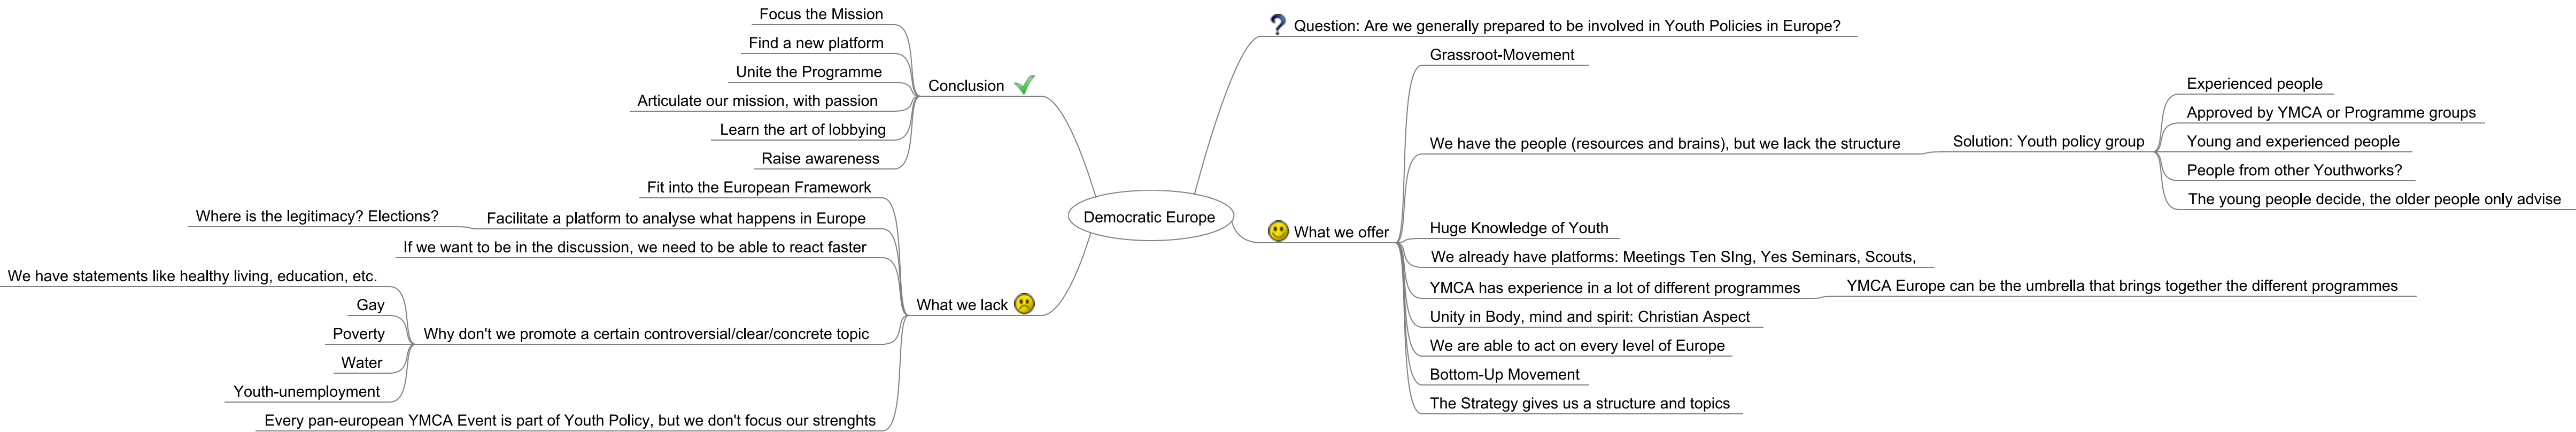 Democratic Europe
Question: Are we generally prepared to be involved in Youth Policies in Europe?
What we offer
Grassroot-Movement
We have the people (resources and brains), but we lack the structure
Solution: Youth policy group
Experienced people
Approved by YMCA or Programme groups
Young and experienced people
People from other Youthworks?
The young people decide, the older people only advise
Huge Knowledge of Youth
We already have platforms: Meetings Ten SIng, Yes Seminars, Scouts,
YMCA has experience in a lot of different programmes
YMCA Europe can be the umbrella that brings together the different programmes
Unity in Body, mind and spirit: Christian Aspect
We are able to act on every level of Europe
Bottom-Up Movement
The Strategy gives us a structure and topics
Conclusion
Focus the Mission
Find a new platform
Unite the Programme
Articulate our mission, with passion
Learn the art of lobbying
Raise awareness
What we lack
Fit into the European Framework
Facilitate a platform to analyse what happens in Europe
Where is the legitimacy? Elections?
If we want to be in the discussion, we need to be able to react faster
Why don't we promote a certain controversial/clear/concrete topic
We have statements like healthy living, education, etc.
Gay
Poverty
Water
Youth-unemployment
Every pan-european YMCA Event is part of Youth Policy, but we don't focus our strenghts